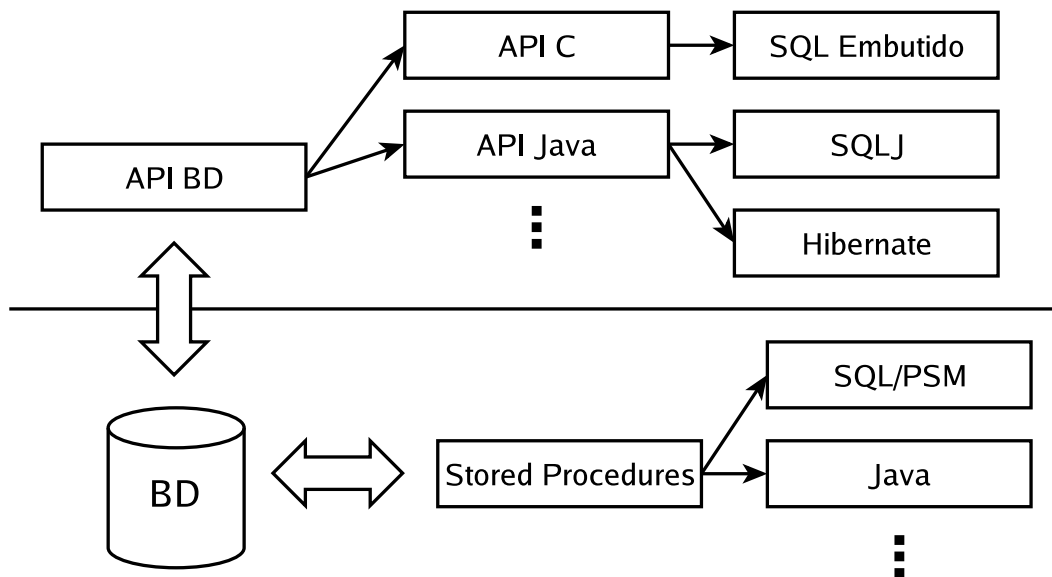 API C
SQL Embutido
API Java
SQLJ
API BD
Hibernate
SQL/PSM
Stored Procedures
Java
BD